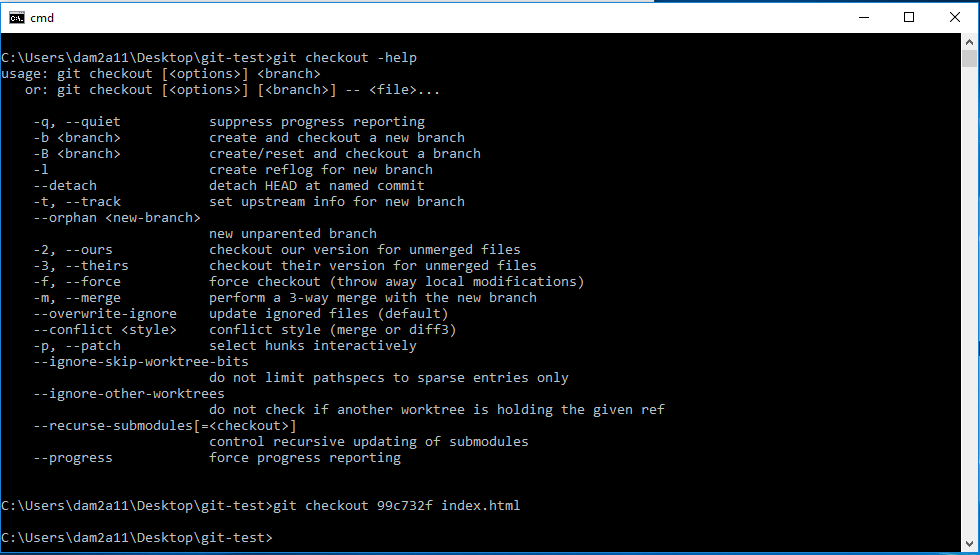 cmd
C:\Users\dam2a11\Desktop\git-test>git checkout -help
usage: git checkout [<options>] <branch>
   or: git checkout [<options>] [<branch>] -- <file>...

    -q, --quiet           suppress progress reporting
    -b <branch>           create and checkout a new branch
    -B <branch>           create/reset and checkout a branch
    -l                    create reflog for new branch
    --detach              detach HEAD at named commit
    -t, --track           set upstream info for new branch
    --orphan <new-branch>
                          new unparented branch
    -2, --ours            checkout our version for unmerged files
    -3, --theirs          checkout their version for unmerged files
    -f, --force           force checkout (throw away local modifications)
    -m, --merge           perform a 3-way merge with the new branch
    --overwrite-ignore    update ignored files (default)
    --conflict <style>    conflict style (merge or diff3)
    -p, --patch           select hunks interactively
    --ignore-skip-worktree-bits
                          do not limit pathspecs to sparse entries only
    --ignore-other-worktrees
                          do not check if another worktree is holding the given ref
    --recurse-submodules[=<checkout>]
                          control recursive updating of submodules
    --progress            force progress reporting

C:\Users\dam2a11\Desktop\git-test>git checkout 99c732f index.html

C:\Users\dam2a11\Desktop\git-test>